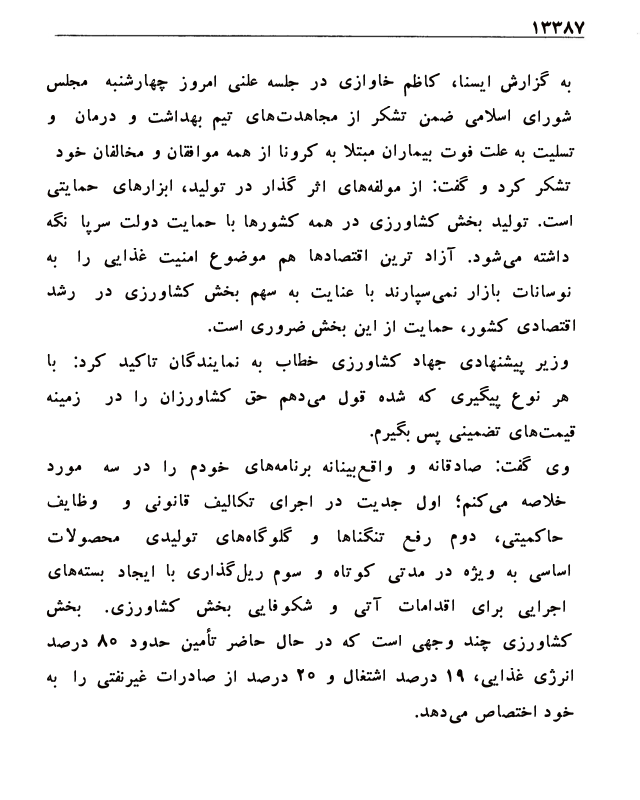 ۱۳۳۸۷
به گزارش ایسنا، کاظم خاوازی در جلسه علنی امروز چهارشنبه مجلس
شورای اسلامی ضمن تشکر از مجاهدت‌های تیم بهداشت و درمان و
تسلیت به علت فوت بیماران مبتلا به کرونا از همه موافقان و مخالفان خود
تشکر کرد و گفت: از مولفه‌های اثر گذار در تولید، ابزارهای حمایتی
است. تولید بخش کشاورزی در همه کشورها با حمایت دولت سرپا نگه
داشته می‌شود. آزاد ترین اقتصادها هم موضوع امنیت غذایی را به
نوسانات بازار نمی‌سپارند با عنایت به سهم بخش کشاورزی در رشد
اقتصادی کشور، حمایت از این بخش ضروری است.
وزیر پیشنهادی جهاد کشاورزی خطاب به نمایندگان تاکید کرد: با
هر نوع پیگیری که شده قول می‌دهم حق کشاورزان را در زمینه
قیمت‌های تضمینی پس بگیرم.
وی گفت: صادقانه و واقع‌بینانه برنامه‌های خودم را در سه مورد
خلاصه می‌کنم؛ اول جدیت در اجرای تکالیف قانونی و وظایف
حاکمیتی، دوم رفع تنگناها و گلوگاه‌های تولیدی محصولات
اساسی به ویژه در مدتی کوتاه و سوم ریل‌گذاری با ایجاد بسته‌های
اجرایی برای اقدامات آتی و شکوفایی بخش کشاورزی. بخش
کشاورزی چند وجهی است که در حال حاضر تأمین حدود ۸۰ درصد
انرژی غذایی، ۱۹ درصد اشتغال و ۲۰ درصد از صادرات غیرنفتی را به
خود اختصاص می‌دهد.